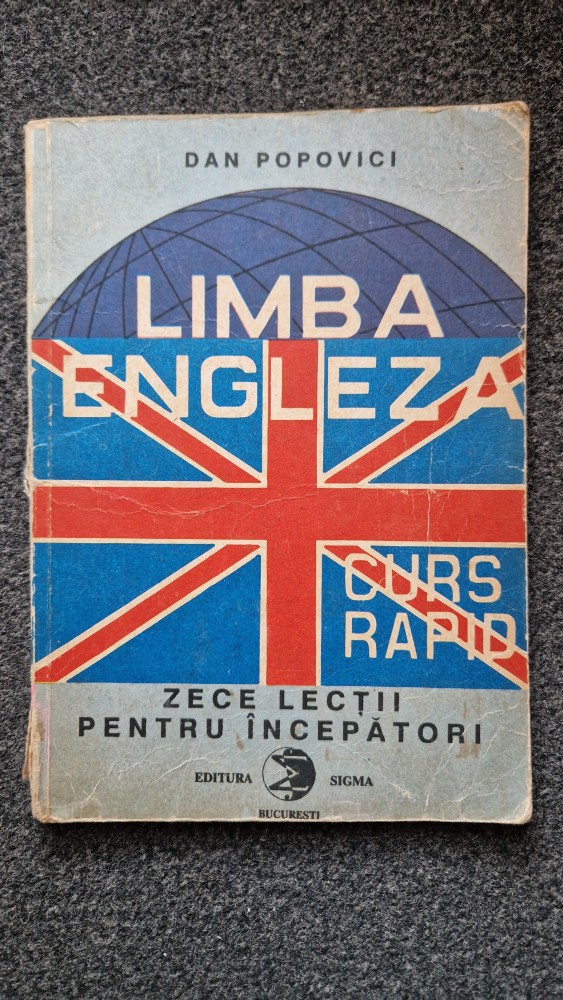 DAN POPOVICI
LIMBA
ENGLEZA
CURS
RAPID
ZECE LECȚII
PENTRU ÎNCEPĂTORI
EDITURA SIGMA
BUCURESTI